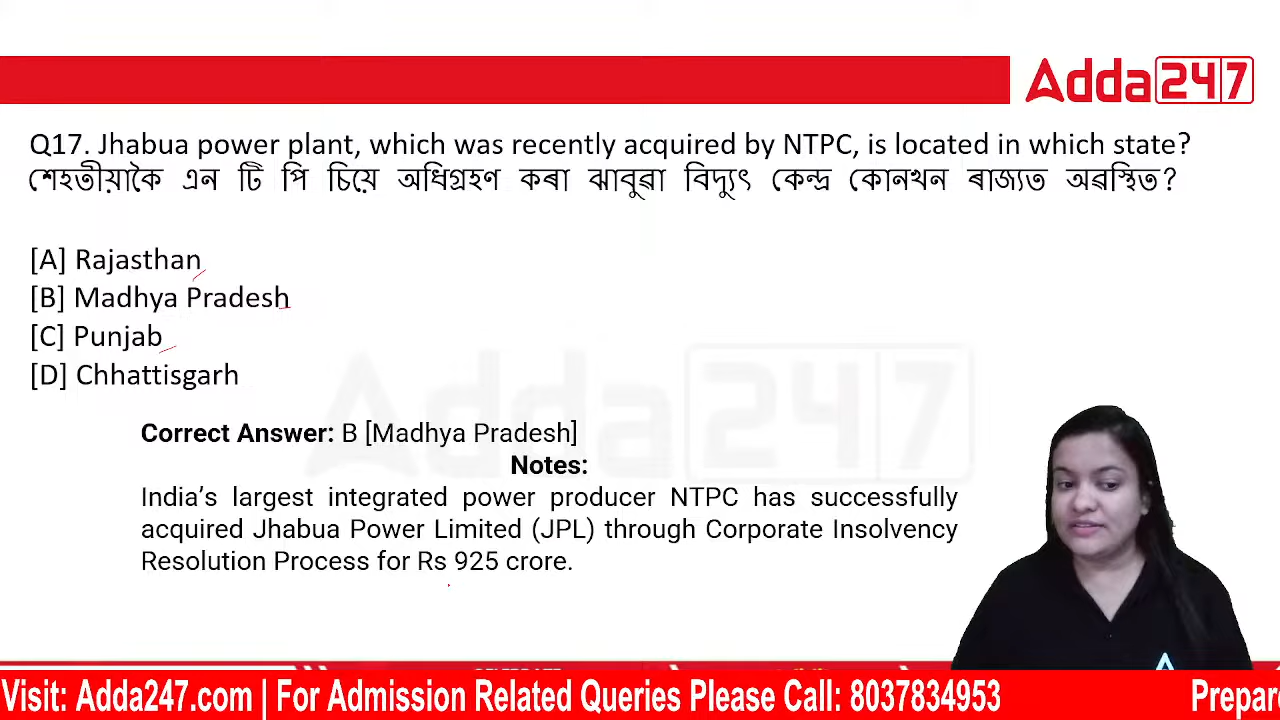 Adda247
Q17. Jhabua power plant, which was recently acquired by NTPC, is located in which state?
শেহতীয়াকৈ এন টি পি চিয়ে অধিগ্ৰহণ কৰা ঝাবুৱা বিদ্যুৎ কেন্দ্ৰ কোনখন ৰাজ্যত অৱস্থিত?
[A] Rajasthan
[B] Madhya Pradesh
[C] Punjab
[D] Chhattisgarh
Adda247
Correct Answer: B [Madhya Pradesh]
Notes:
India's largest integrated power producer NTPC has successfully
acquired Jhabua Power Limited (JPL) through Corporate Insolvency
Resolution Process for Rs 925 crore.
Visit: Adda247.com | For Admission Related Queries Please Call: 8037834953
Prepar